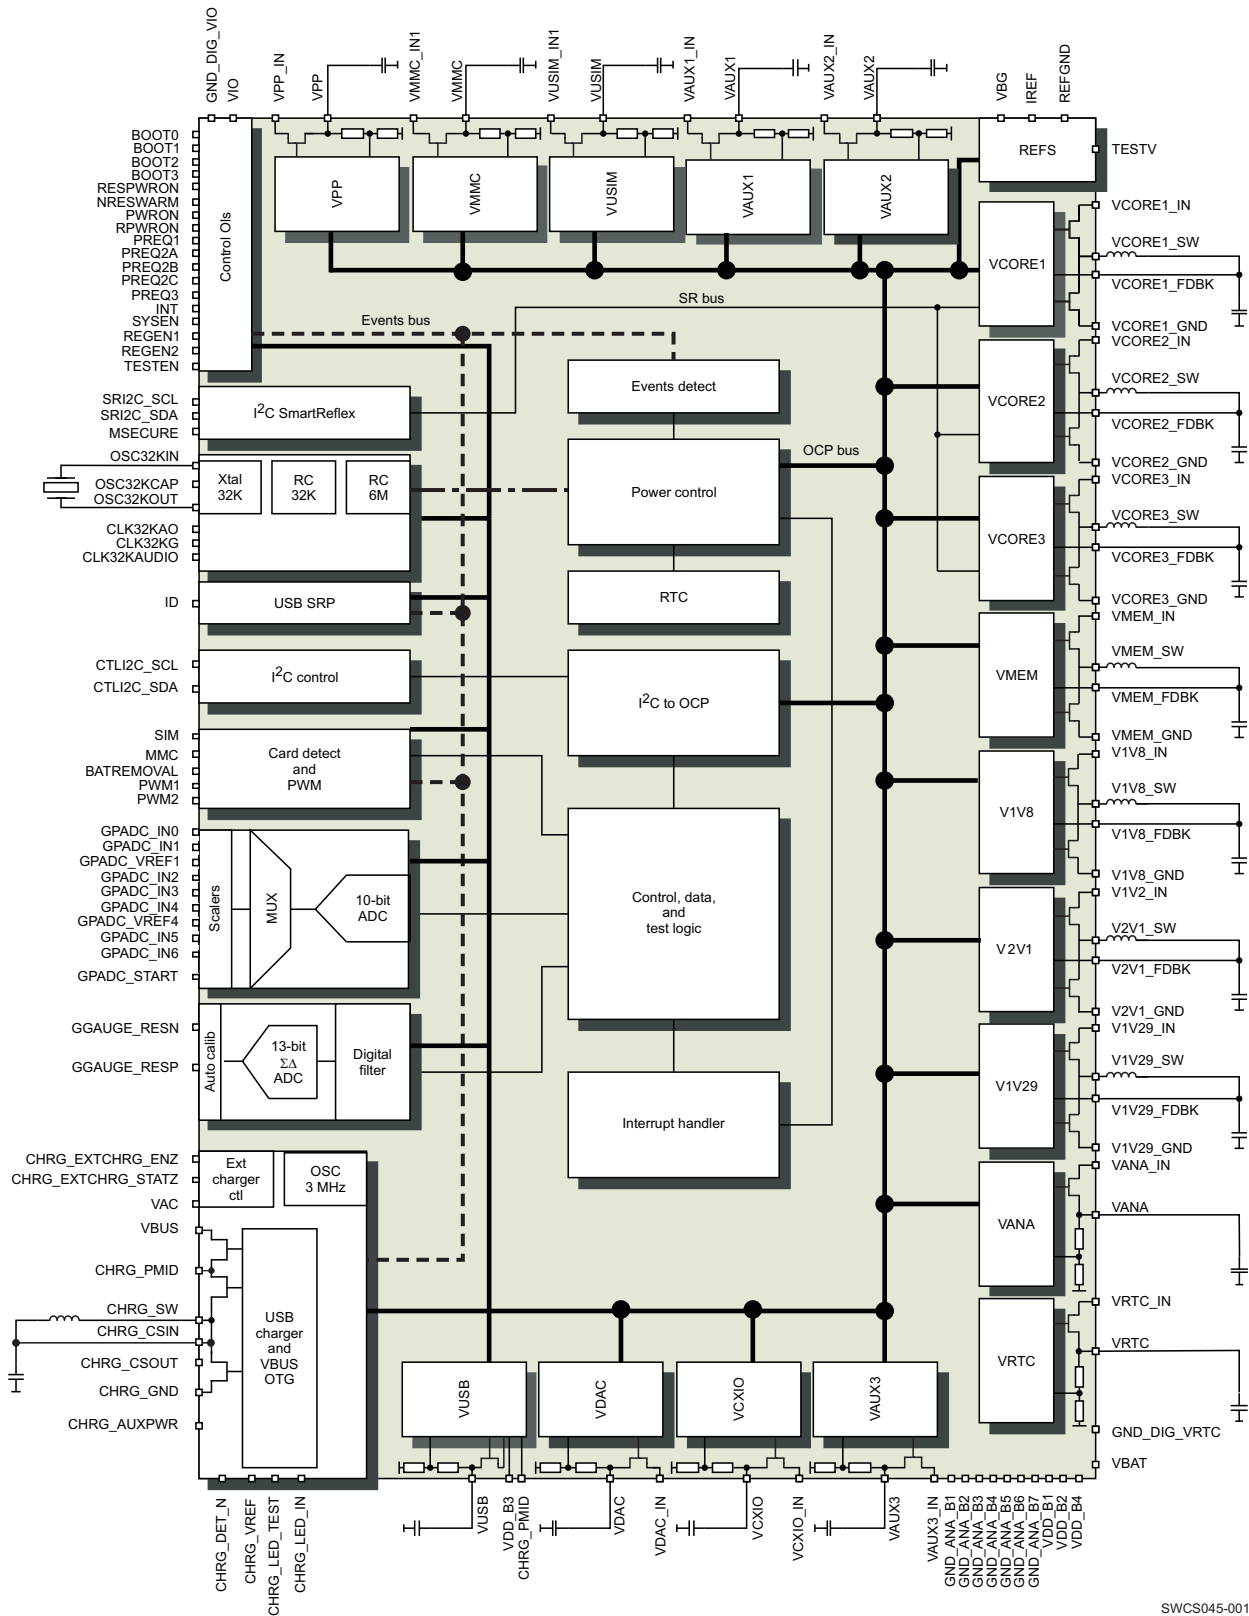 GND_DIG_VIO
VIO
VPP_IN
VPP
VMMC_IN1
VMMC
VUSIM_IN1
VUSIM
VAUX1_IN
VAUX1
VAUX2_IN
VAUX2
VBG
IREF
REFGND
BOOT0
BOOT1
BOOT2
BOOT3
RESPWRON
NRESWARM
PWRON
RPWRON
PREQ1
PREQ2A
PREQ2B
PREQ2C
PREQ3
INT
SYSEN
REGEN1
REGEN2
TESTEN
Control OIs
VPP
VMMC
VUSIM
VAUX1
VAUX2
REFS
TESTV
VCORE1
VCORE1_IN
VCORE1_SW
VCORE1_FDBK
VCORE1_GND
SR bus
Events bus
Events detect
SRI2C_SCL
SRI2C_SDA
MSECURE
I2C SmartReflex
VCORE2
VCORE2_IN
VCORE2_SW
VCORE2_FDBK
VCORE2_GND
OCP bus
Power control
OSC32KIN
OSC32KCAP
OSC32KOUT
CLK32KAO
CLK32KG
CLK32KAUDIO
Xtal
32K
RC
32K
RC
6M
VCORE3
VCORE3_IN
VCORE3_SW
VCORE3_FDBK
VCORE3_GND
ID
USB SRP
RTC
VMEM
VMEM_IN
VMEM_SW
VMEM_FDBK
VMEM_GND
CTLI2C_SCL
CTLI2C_SDA
I2C control
I2C to OCP
SIM
MMC
BATREMOVAL
PWM1
PWM2
Card detect
and
PWM
V1V8
V1V8_IN
V1V8_SW
V1V8_FDBK
V1V8_GND
GPADC_IN0
GPADC_IN1
GPADC_VREF1
GPADC_IN2
GPADC_IN3
GPADC_IN4
GPADC_VREF4
GPADC_IN5
GPADC_IN6
GPADC_START
Scalers
MUX
10-bit
ADC
Control, data,
and
test logic
V2V1
V1V2_IN
V2V1_SW
V2V1_FDBK
V2V1_GND
GGAUGE_RESN
GGAUGE_RESP
Auto calib
13-bit
ΣΔ
ADC
Digital
filter
V1V29
V1V29_IN
V1V29_SW
V1V29_FDBK
V1V29_GND
Interrupt handler
CHRG_EXTCHRG_ENZ
CHRG_EXTCHRG_STATZ
VAC
VBUS
CHRG_PMID
CHRG_SW
CHRG_CSIN
CHRG_CSOUT
CHRG_GND
CHRG_AUXPWR
Ext
charger
ctl
OSC
3 MHz
USB
charger
and
VBUS
OTG
VANA
VANA_IN
VANA
VRTC
VRTC_IN
VRTC
GND_DIG_VRTC
VBAT
VUSB
VDAC
VCXIO
VAUX3
CHRG_DET_N
CHRG_VREF
CHRG_LED_TEST
CHRG_LED_IN
VUSB
VDD_B3
CHRG_PMID
VDAC
VDAC_IN
VCXIO
VCXIO_IN
VAUX3
VAUX3_IN
GND_ANA_B1
GND_ANA_B2
GND_ANA_B3
GND_ANA_B4
GND_ANA_B5
GND_ANA_B6
GND_ANA_B7
VDD_B1
VDD_B2
VDD_B4
SWCS045-001